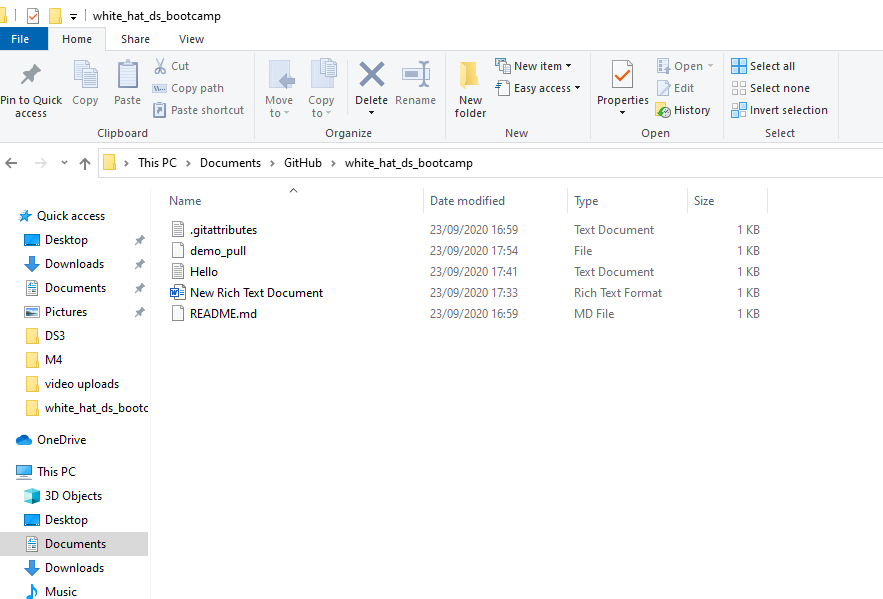 white_hat_ds_bootcamp
File Home Share View
Pin to Quick access
Copy
Paste
Cut
Copy path
Paste shortcut
Clipboard
Move to
Copy to
Delete
Rename
Organize
New folder
New item
Easy access
New
Properties
Open
Edit
History
Open
Select all
Select none
Invert selection
Select
This PC > Documents > GitHub > white_hat_ds_bootcamp
Name Date modified Type Size
.gitattributes 23/09/2020 16:59 Text Document 1 KB
demo_pull 23/09/2020 17:54 File 1 KB
Hello 23/09/2020 17:41 Text Document 1 KB
New Rich Text Document 23/09/2020 17:33 Rich Text Format 1 KB
README.md 23/09/2020 16:59 MD File 1 KB
Quick access
Desktop
Downloads
Documents
Pictures
DS3
M4
video uploads
white_hat_ds_bootc
OneDrive
This PC
3D Objects
Desktop
Documents
Downloads
Music